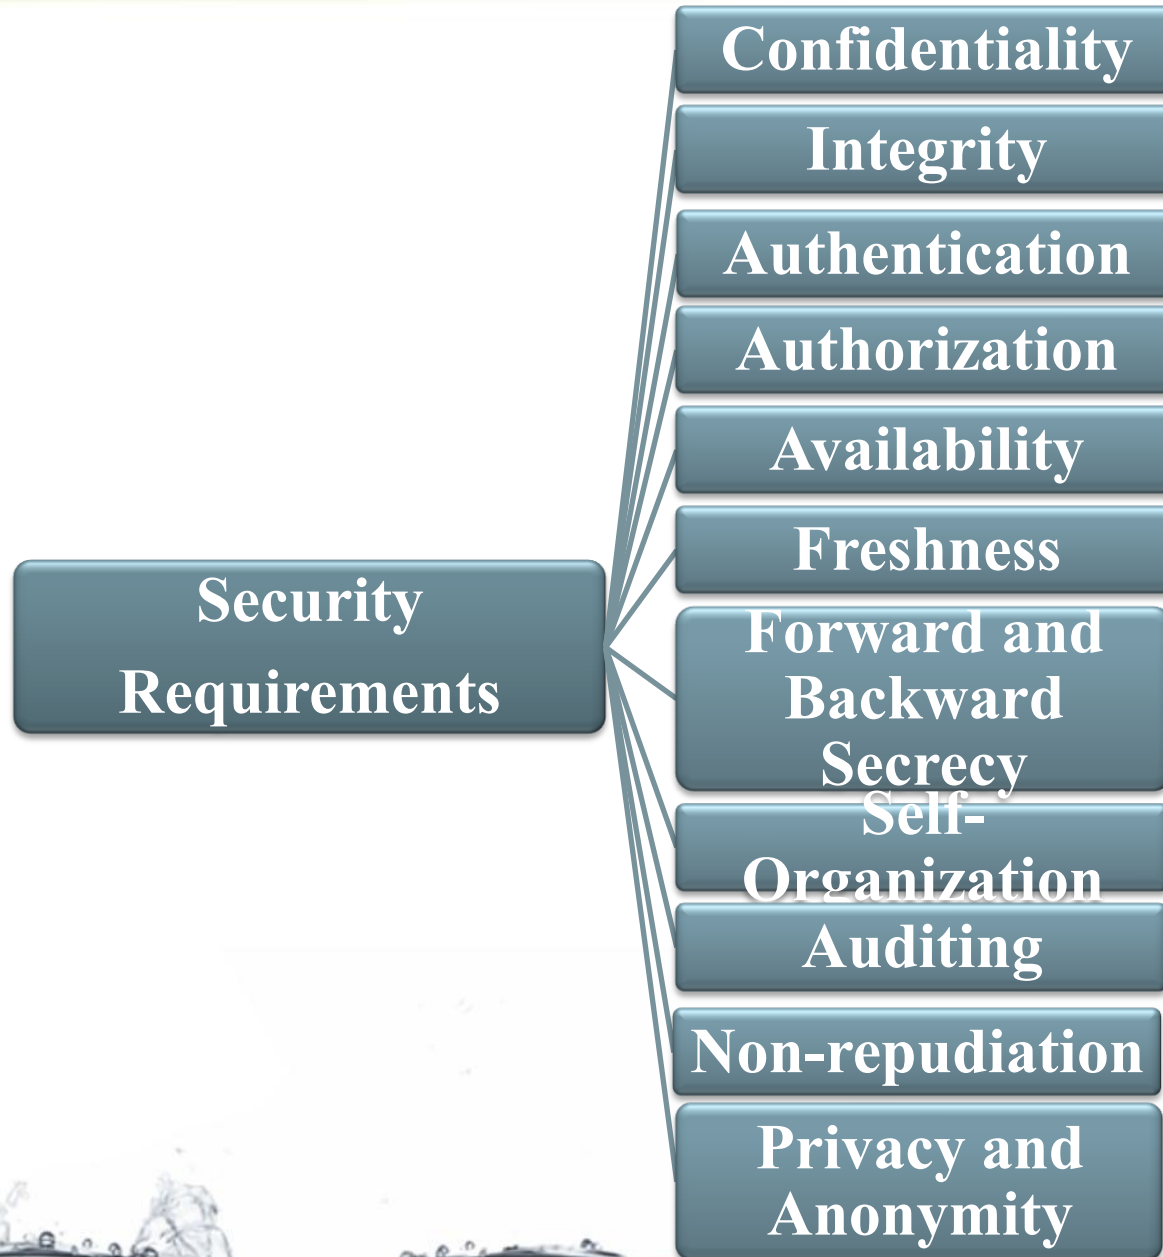 Confidentiality
Integrity
Authentication
Authorization
Availability
Freshness
Security
Requirements
Forward and
Backward
Secrecy
Self-
Organization
Auditing
Non-repudiation
Privacy and
Anonymity